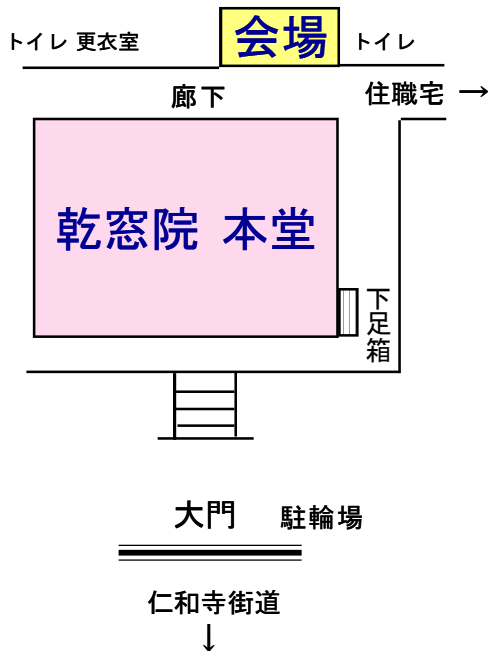 トイレ 更衣室
会場
トイレ
廊下
住職宅 →
乾窓院 本堂
下足箱
大門
駐輪場
仁和寺街道
↓